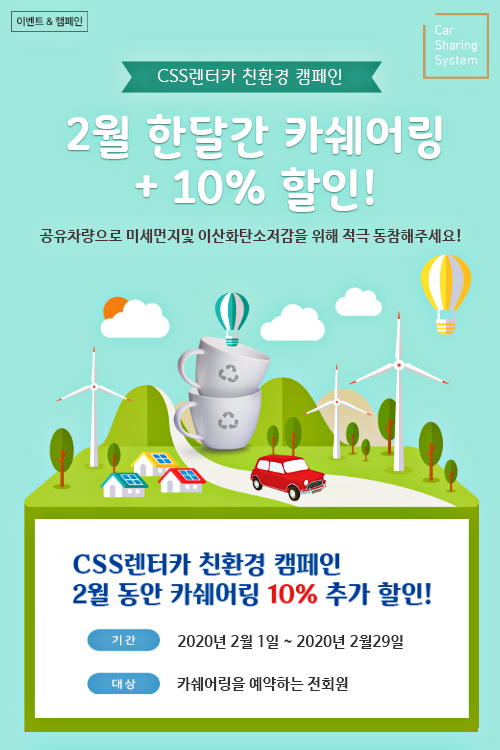 이벤트 & 캠페인
Car
Sharing
System
CSS렌터카 친환경 캠페인
2월 한달간 카쉐어링
+ 10% 할인!
공유차량으로 미세먼지및 이산화탄소저감을 위해 적극 동참해주세요!
CSS렌터카 친환경 캠페인
2월 동안 카쉐어링 10% 추가 할인!
기간 2020년 2월 1일 ~ 2020년 2월29일
대상 카쉐어링을 예약하는 전회원